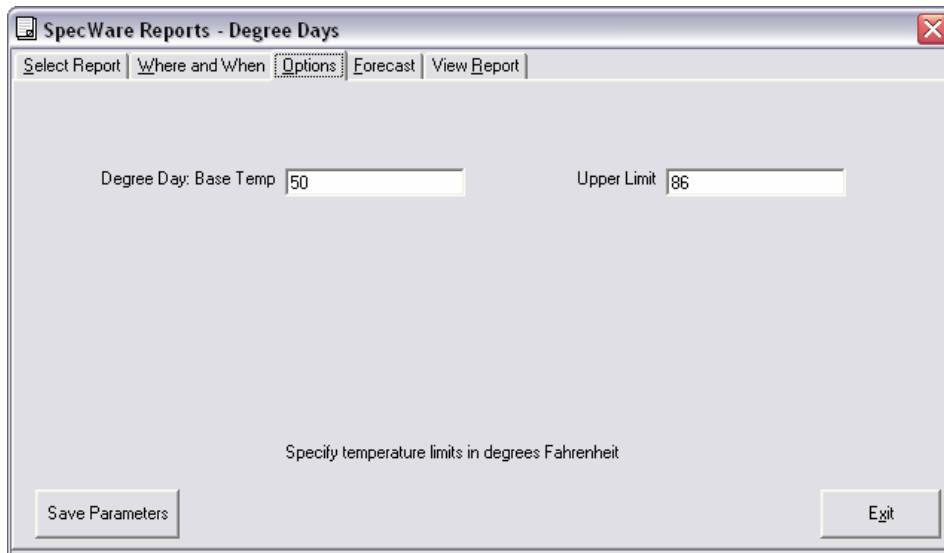 SpecWare Reports - Degree Days
Select Report Where and When Options Forecast View Report
Degree Day: Base Temp 50 Upper Limit 86
Specify temperature limits in degrees Fahrenheit
Save Parameters Exit